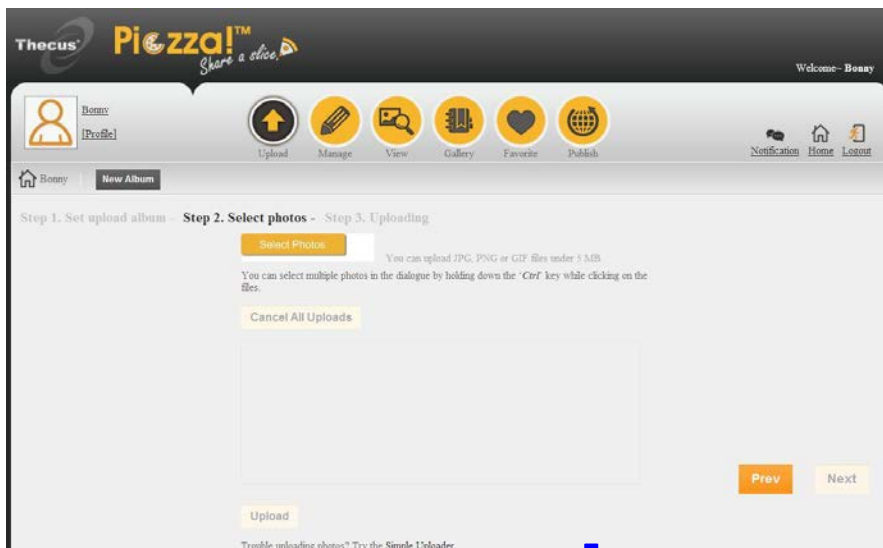 Thecus
Piczza!™
Share a slice.
Welcome~ Bonny
Bonny
[Profile]
Upload Manage View Gallery Favorite Publish
Notification Home Logout
Bonny New Album
Step 1. Set upload album - Step 2. Select photos - Step 3. Uploading
Select Photos
You can upload JPG, PNG or GIF files under 5 MB
You can select multiple photos in the dialogue by holding down the 'Ctrl' key while clicking on the
files.
Cancel All Uploads
Prev Next
Upload
Trouble uploading photos? Try the Simple Uploader